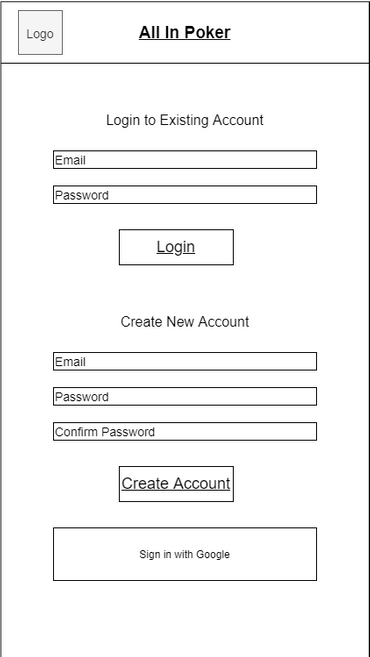 Logo
All In Poker
Login to Existing Account
Email
Password
Login
Create New Account
Email
Password
Confirm Password
Create Account
Sign in with Google